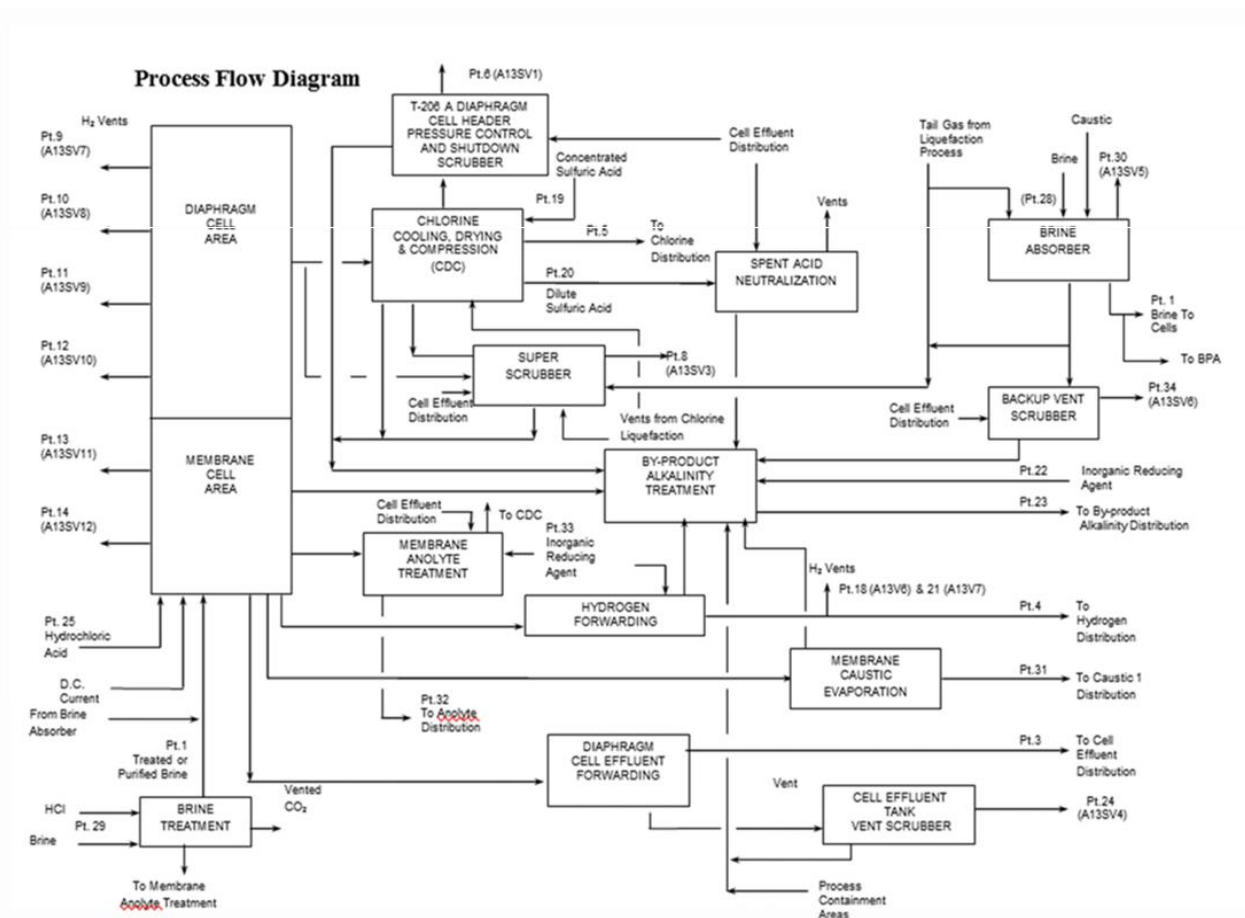 Process Flow Diagram
Pt.6 (A13SV1)
H₂ Vents
Pt.9
(A13SV7)
Pt.10
(A13SV8)
Pt.11
(A13SV9)
Pt.12
(A13SV10)
Pt.13
(A13SV11)
Pt.14
(A13SV12)
DIAPHRAGM
CELL
AREA
MEMBRANE
CELL
AREA
T-206 A DIAPHRAGM
CELL HEADER
PRESSURE CONTROL
AND SHUTDOWN
SCRUBBER
Cell Effluent
Distribution
Concentrated
Sulfuric Acid
Pt.19
CHLORINE
COOLING, DRYING
& COMPRESSION
(CDC)
Pt.5
To
Chlorine
Distribution
Pt.20
Dilute
Sulfuric Acid
Vents
SPENT ACID
NEUTRALIZATION
Tail Gas from
Liquefaction
Process
Caustic
Brine
Pt.30
(A13SV5)
(Pt.28)
BRINE
ABSORBER
Pt. 1
Brine To
Cells
To BPA
SUPER
SCRUBBER
Pt.8
(A13SV3)
Cell Effluent
Distribution
Vents from Chlorine
Liquefaction
Cell Effluent
Distribution
BACKUP VENT
SCRUBBER
Pt.34
(A13SV6)
BY-PRODUCT
ALKALINITY
TREATMENT
Pt.22
Inorganic Reducing
Agent
Pt.23
To By-product
Alkalinity Distribution
Cell Effluent
Distribution
To CDC
MEMBRANE
ANOLYTE
TREATMENT
Pt.33
Inorganic
Reducing
Agent
H₂ Vents
Pt.18 (A13V6) & 21 (A13V7)
HYDROGEN
FORWARDING
Pt.4
To
Hydrogen
Distribution
Pt. 25
Hydrochloric
Acid
MEMBRANE
CAUSTIC
EVAPORATION
Pt.31
To Caustic 1
Distribution
D.C.
Current
From Brine
Absorber
Pt.32
To Anolyte
Distribution
Pt.1
Treated or
Purified Brine
DIAPHRAGM
CELL EFFLUENT
FORWARDING
Pt.3
To Cell
Effluent
Distribution
Vented
CO₂
Vent
HCl
Pt. 29
Brine
BRINE
TREATMENT
CELL EFFLUENT
TANK
VENT SCRUBBER
Pt.24
(A13SV4)
To Membrane
Anolyte Treatment
Process
Containment
Areas